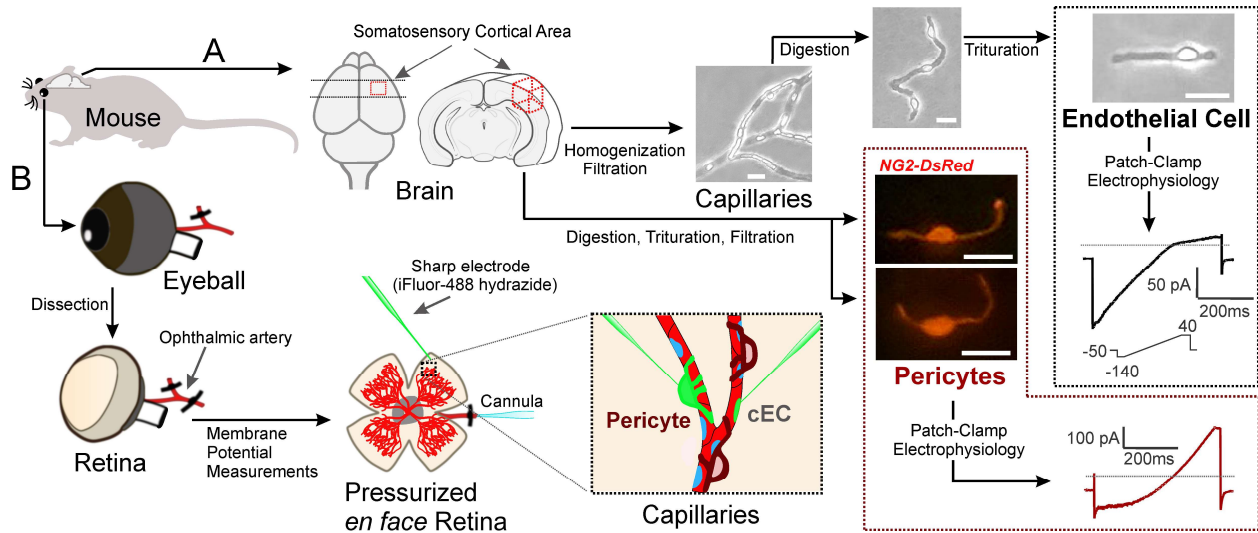 A
Mouse
B
Somatosensory Cortical Area
Brain
Homogenization
Filtration
Capillaries
Digestion
Trituration
Endothelial Cell
Patch-Clamp
Electrophysiology
50 pA
200ms
-50
40
-140
Digestion, Trituration, Filtration
NG2-DsRed
Pericytes
Patch-Clamp
Electrophysiology
100 pA
200ms
Eyeball
Dissection
Ophthalmic artery
Retina
Membrane
Potential
Measurements
Sharp electrode
(iFluor-488 hydrazide)
Cannula
Pressurized
en face Retina
Pericyte
cEC
Capillaries